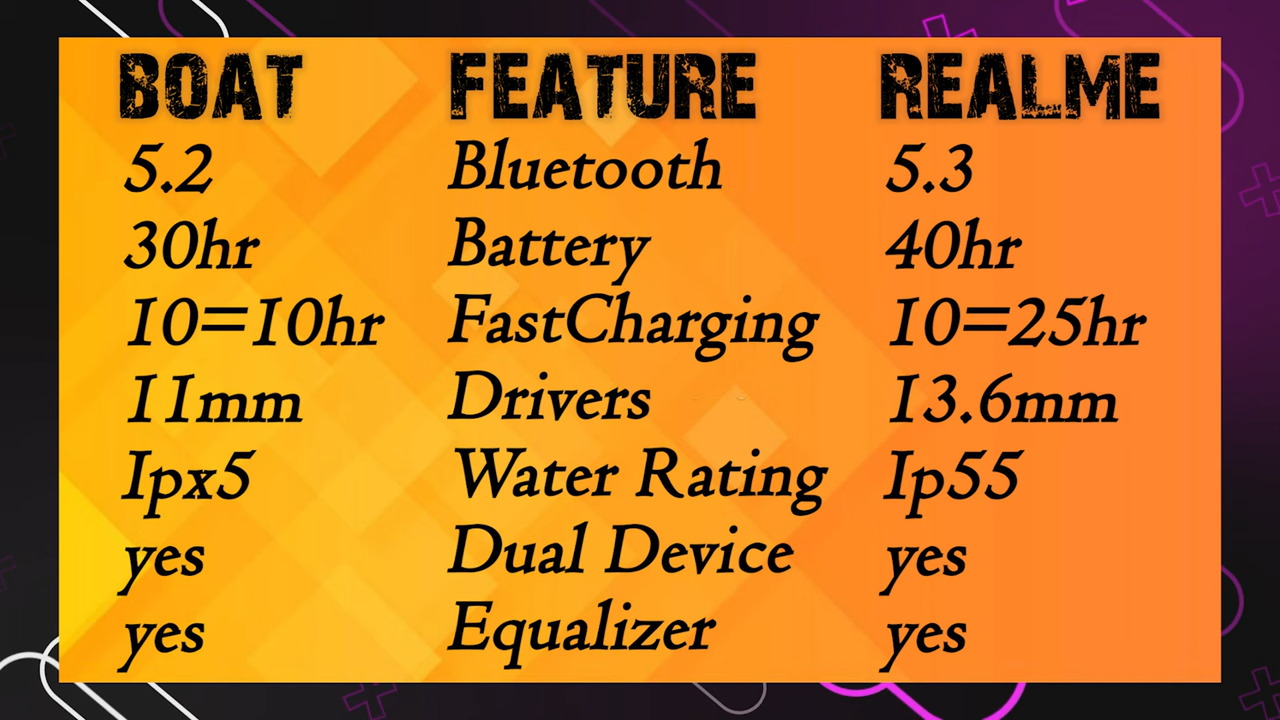 BOAT FEATURE REALME
5.2 Bluetooth 5.3
30hr Battery 40hr
10=10hr FastCharging 10=25hr
11mm Drivers 13.6mm
Ipx5 Water Rating Ip55
yes Dual Device yes
yes Equalizer yes